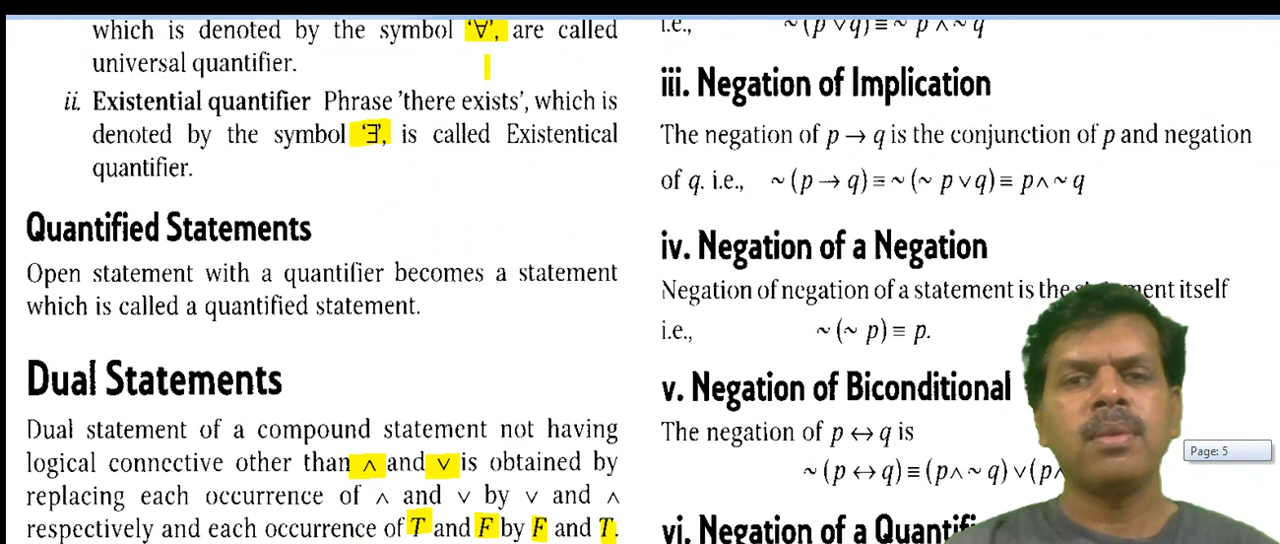 which is denoted by the symbol '∀', are called
universal quantifier.
ii. Existential quantifier Phrase 'there exists', which is
denoted by the symbol '∃', is called Existentical
quantifier.
Quantified Statements
Open statement with a quantifier becomes a statement
which is called a quantified statement.
Dual Statements
Dual statement of a compound statement not having
logical connective other than ∧ and ∨ is obtained by
replacing each occurrence of ∧ and ∨ by ∨ and ∧
respectively and each occurrence of T and F by F and T.
i.e., ~(p ∨ q) ≡ ~ p ∧ ~ q
iii. Negation of Implication
The negation of p → q is the conjunction of p and negation
of q. i.e., ~ (p → q) ≡ ~ (~ p ∨ q) ≡ p ∧ ~ q
iv. Negation of a Negation
Negation of negation of a statement is the itself
i.e., ~ (~ p) ≡ p.
v. Negation of Biconditional
The negation of p ↔ q is
~ (p ↔ q) ≡ (p ∧ ~ q) ∨ (p
vi. Negation of a
Page: 5